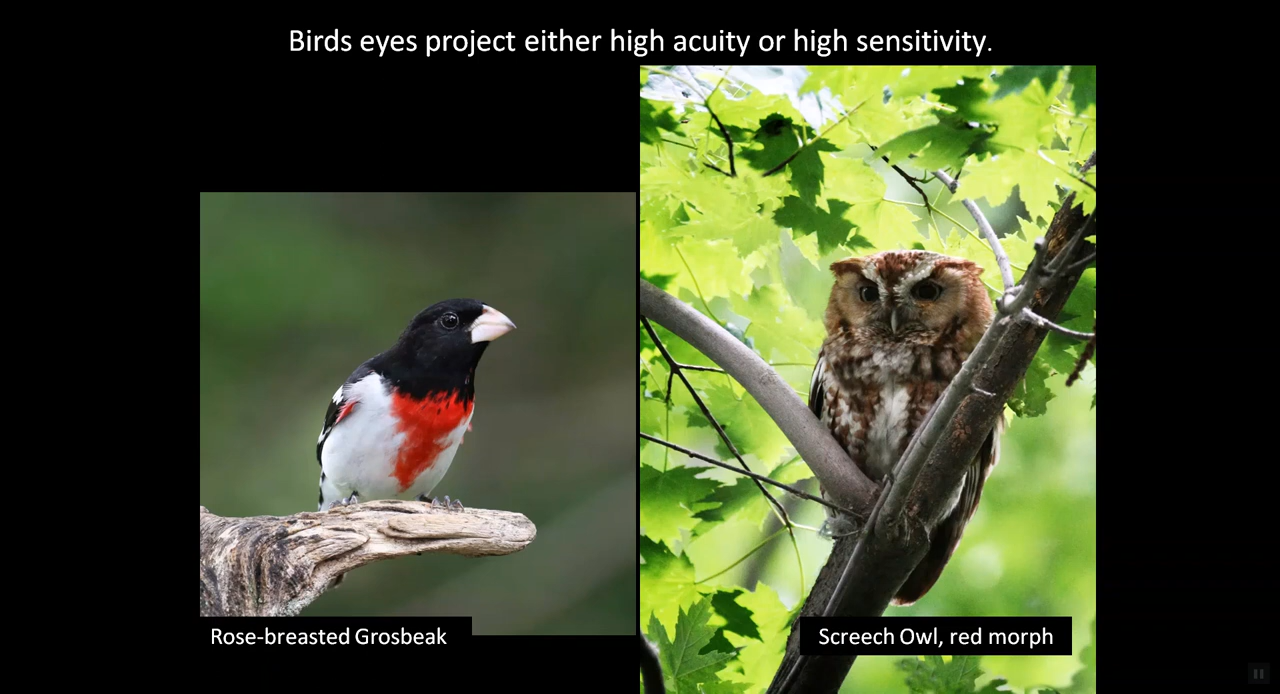 Birds eyes project either high acuity or high sensitivity.
Rose-breasted Grosbeak
Screech Owl, red morph